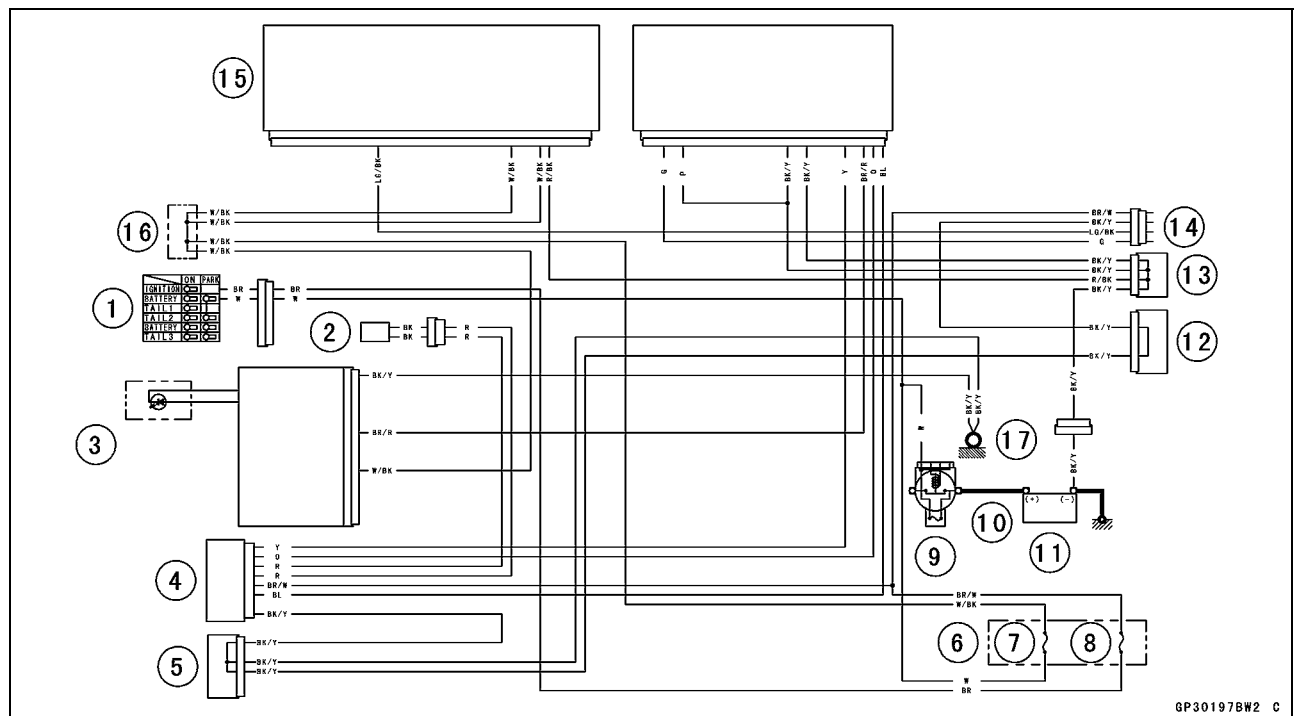 15
LG/BK
W/BK
W/BK
R/BK
G
P
BK/Y
BK/Y
Y
BR/R
O
BL
16
W/BK
W/BK
W/BK
W/BK
BR/W
BK/Y
LG/BK
G
14
BK/Y
BK/Y
R/BK
BK/Y
13
1
ON PARK
IGNITION
BATTERY
TAIL1
TAIL2
BATTERY
TAIL3
BR
W
BR
W
2
BK
BK
R
R
BK/Y
BK/Y
12
3
BK/Y
BR/R
W/BK
BK/Y
BK/Y
17
BK/Y
BK/Y
9
10
(+) (-)
11
4
Y
O
R
R
BR/W
BL
BK/Y
5
BK/Y
BK/Y
BK/Y
BR/W
W/BK
6
7
8
W
BR
GP30197BW2 C